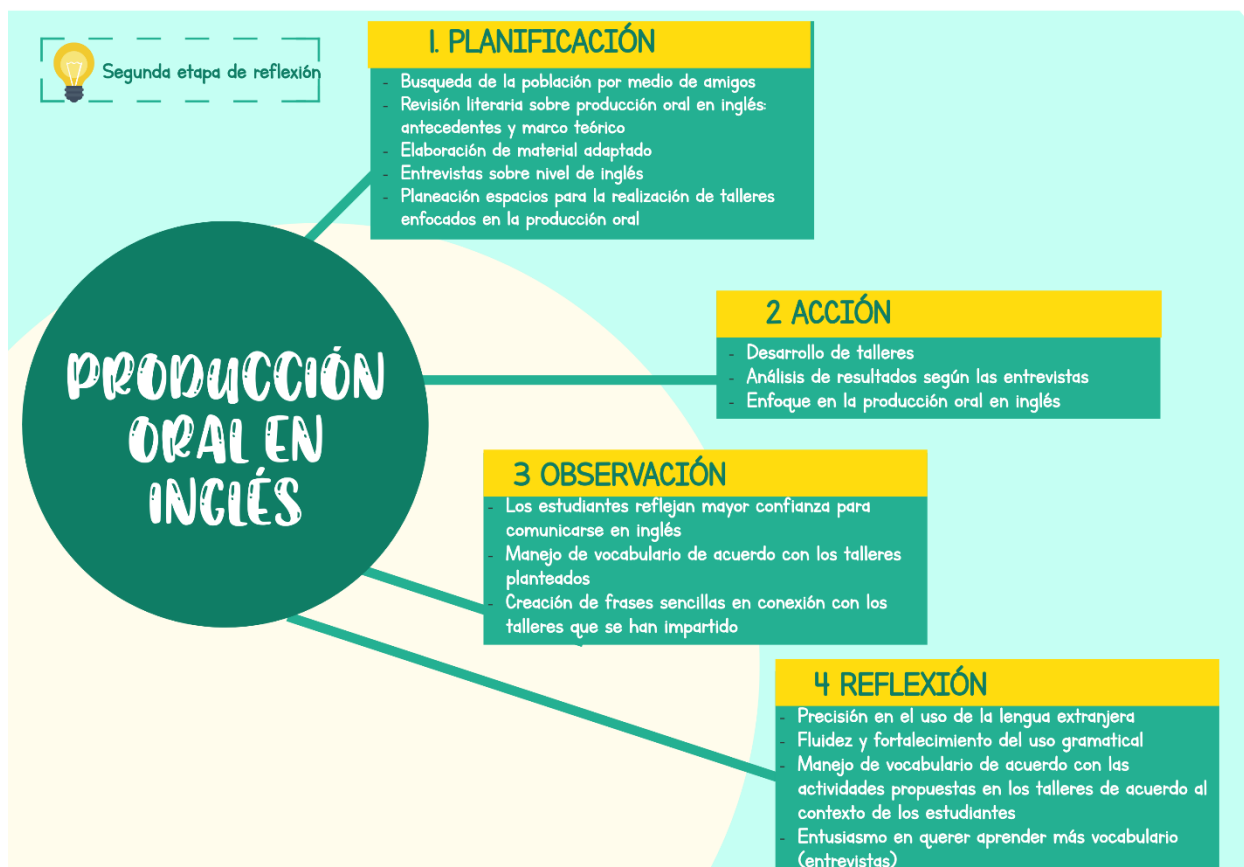 Segunda etapa de reflexión
1. PLANIFICACIÓN
- Busqueda de la población por medio de amigos
- Revisión literaria sobre producción oral en inglés:
antecedentes y marco teórico
- Elaboración de material adaptado
- Entrevistas sobre nivel de inglés
- Planeación espacios para la realización de talleres
enfocados en la producción oral
2 ACCIÓN
- Desarrollo de talleres
- Análisis de resultados según las entrevistas
- Enfoque en la producción oral en inglés
PRODUCCIÓN
ORAL EN
INGLÉS
3 OBSERVACIÓN
- Los estudiantes reflejan mayor confianza para
comunicarse en inglés
- Manejo de vocabulario de acuerdo con los talleres
planteados
- Creación de frases sencillas en conexión con los
talleres que se han impartido
4 REFLEXIÓN
- Precisión en el uso de la lengua extranjera
- Fluidez y fortalecimiento del uso gramatical
- Manejo de vocabulario de acuerdo con las
actividades propuestas en los talleres de acuerdo al
contexto de los estudiantes
- Entusiasmo en querer aprender más vocabulario
(entrevistas)